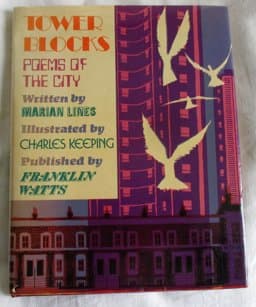 TOWER
BLOCKS
POEMS OF
THE CITY
Written by
MARIAN LINES
Illustrated by
CHARLES KEEPING
Published by
FRANKLIN
WATTS